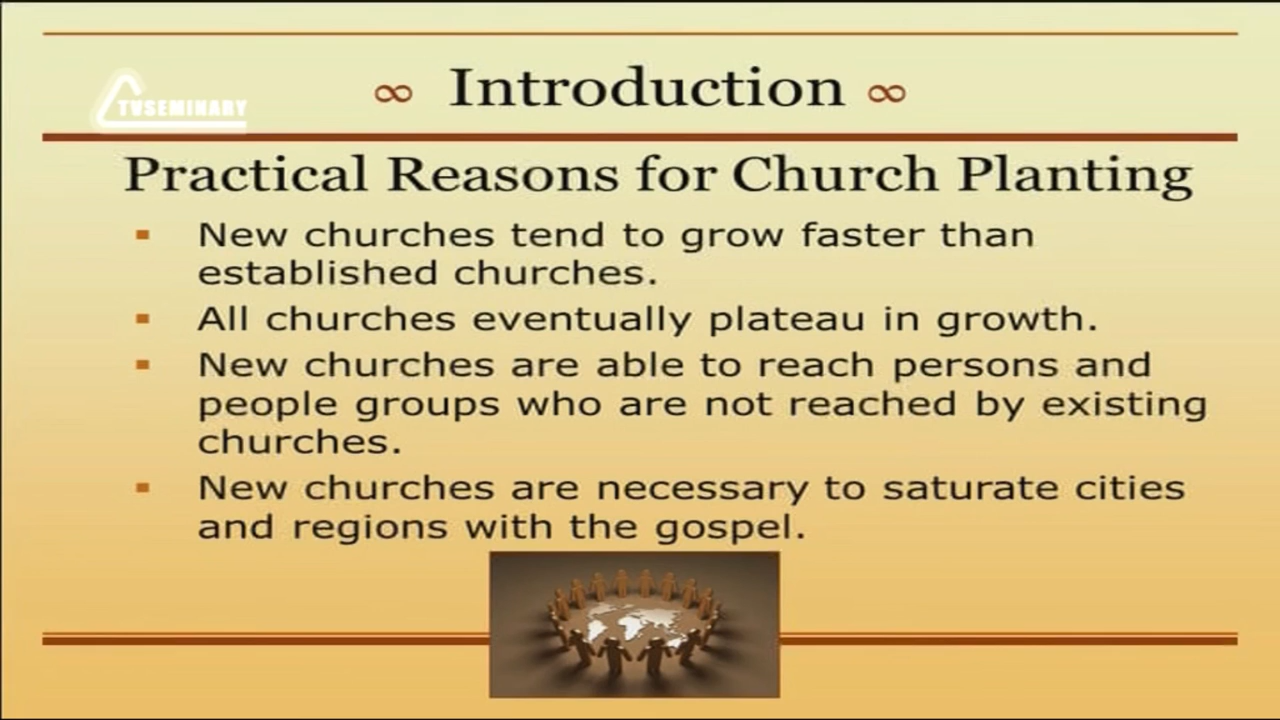 ∞ Introduction ∞
TVSEMINARY
Practical Reasons for Church Planting
▪ New churches tend to grow faster than
established churches.
▪ All churches eventually plateau in growth.
▪ New churches are able to reach persons and
people groups who are not reached by existing
churches.
▪ New churches are necessary to saturate cities
and regions with the gospel.